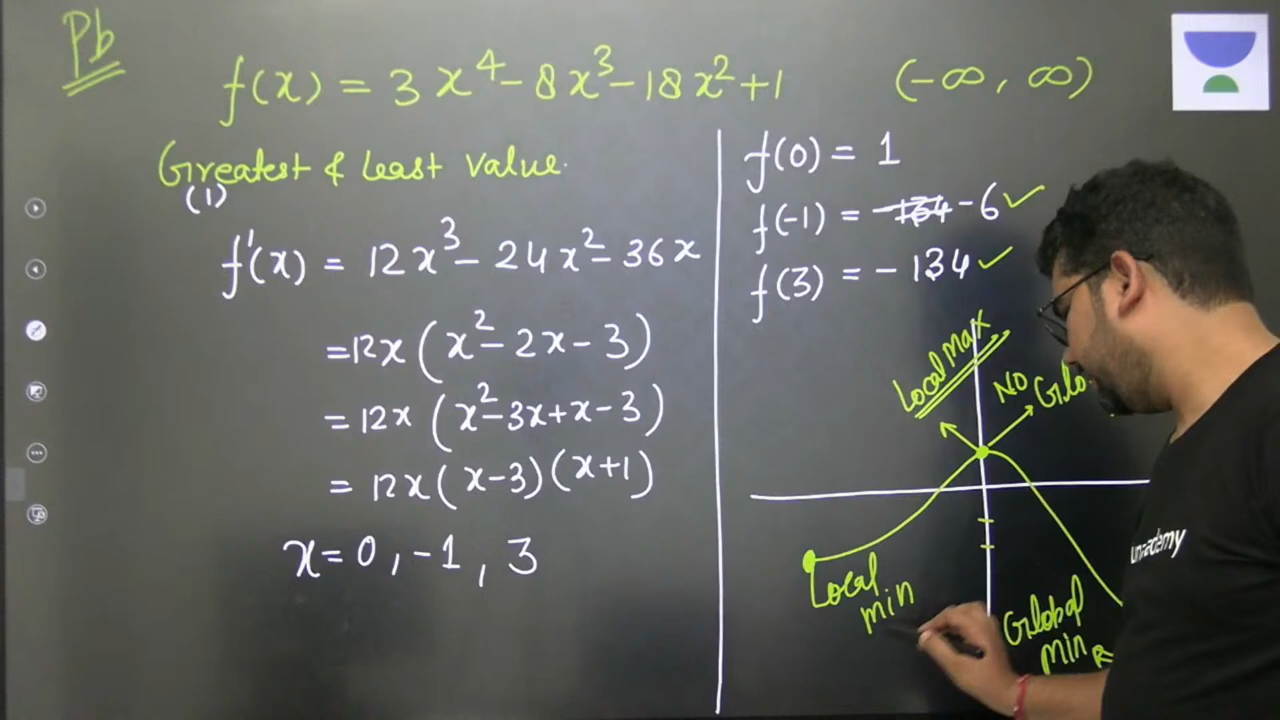 Pb
f(x) = 3x⁴ - 8x³ - 18x² + 1 (-∞, ∞)
Greatest & Least Value.
(1)
f'(x) = 12x³ - 24x² - 36x
= 12x (x² - 2x - 3)
= 12x (x² - 3x + x - 3)
= 12x (x - 3) (x + 1)
x = 0, -1, 3
f(0) = 1
f(-1) = -134 -6 ✓
f(3) = -134 ✓
Local Max
NO Glo.
Local
min
Global
min
unacademy